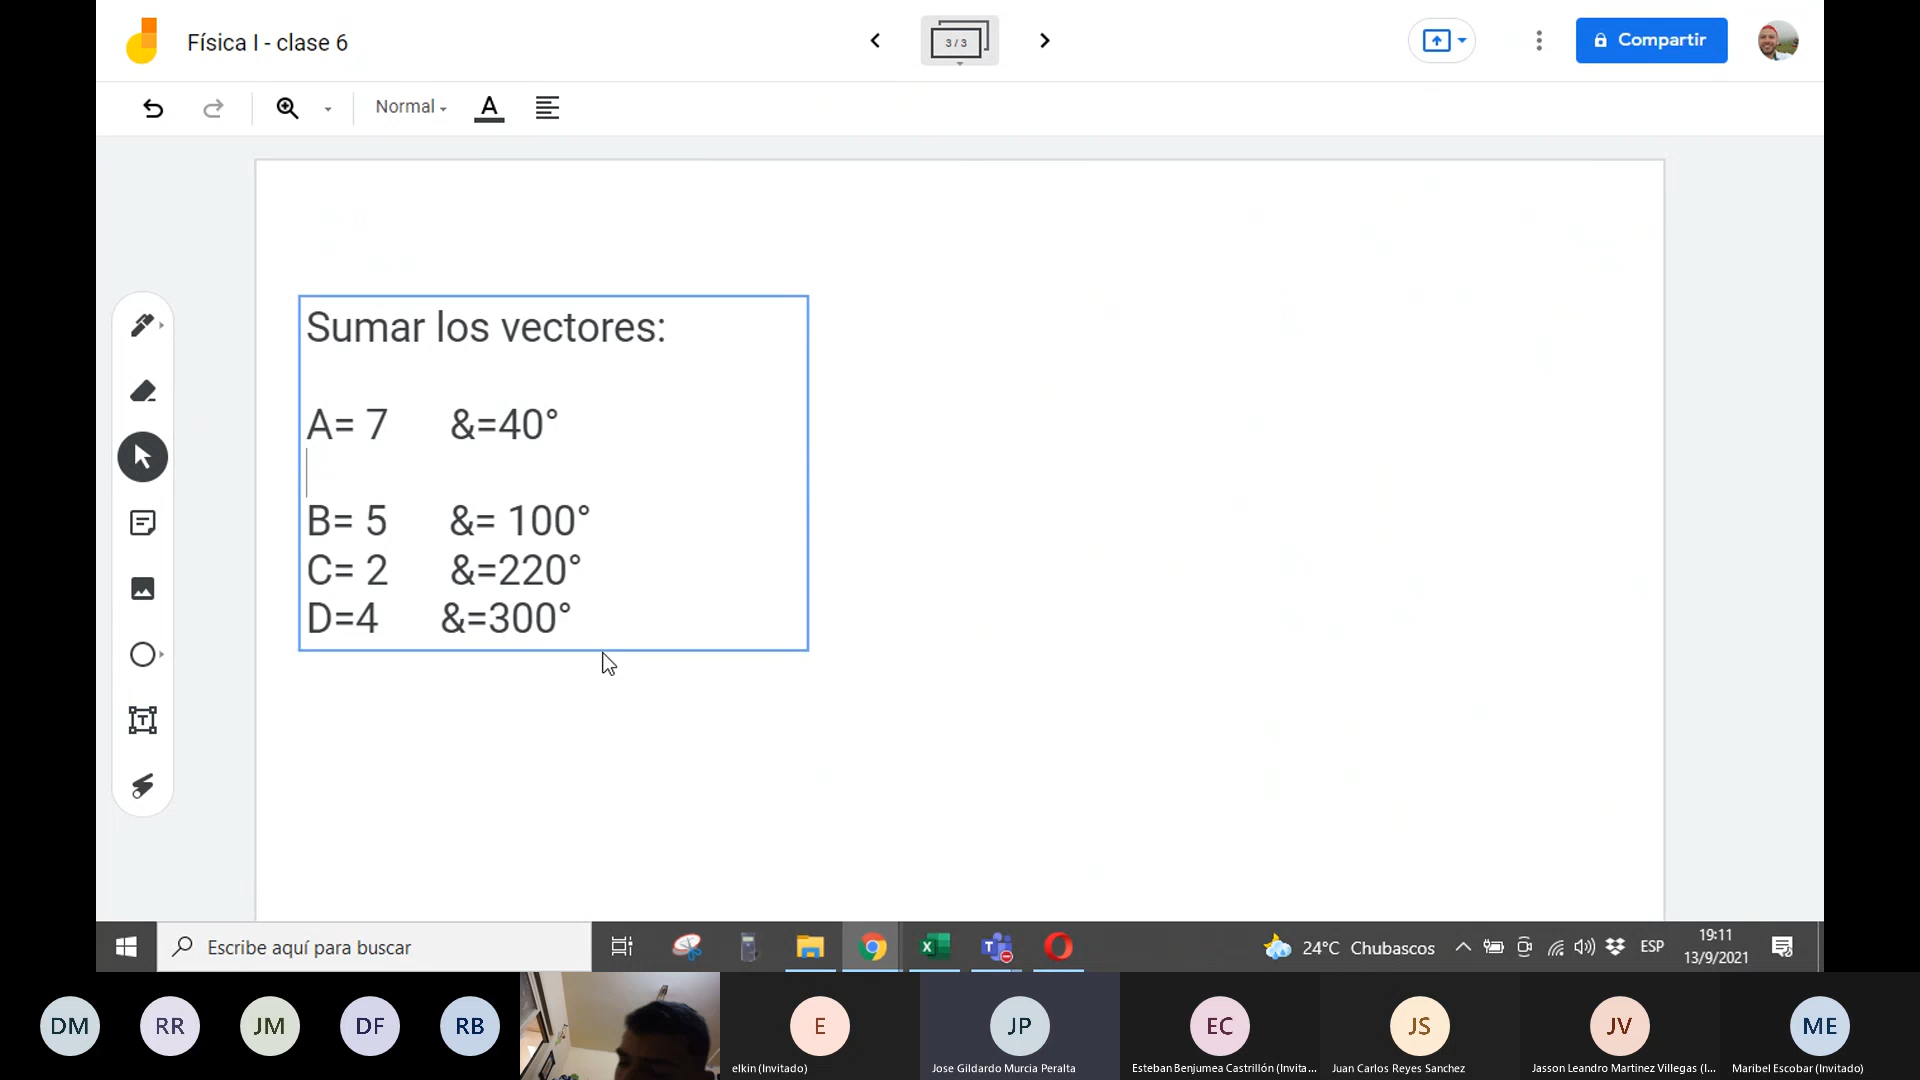 Física I - clase 6
3 / 3
Compartir
Normal
A
Sumar los vectores:
A= 7 &=40°
B= 5 &= 100°
C= 2 &=220°
D=4 &=300°
Escribe aquí para buscar
24°C Chubascos
ESP
19:11
13/9/2021
DM
RR
JM
DF
RB
E
JP
EC
JS
JV
ME
elkin (Invitado)
Jose Gildardo Murcia Peralta
Esteban Benjumea Castrillón (Invita...
Juan Carlos Reyes Sanchez
Jasson Leandro Martinez Villegas (I...
Maribel Escobar (Invitado)